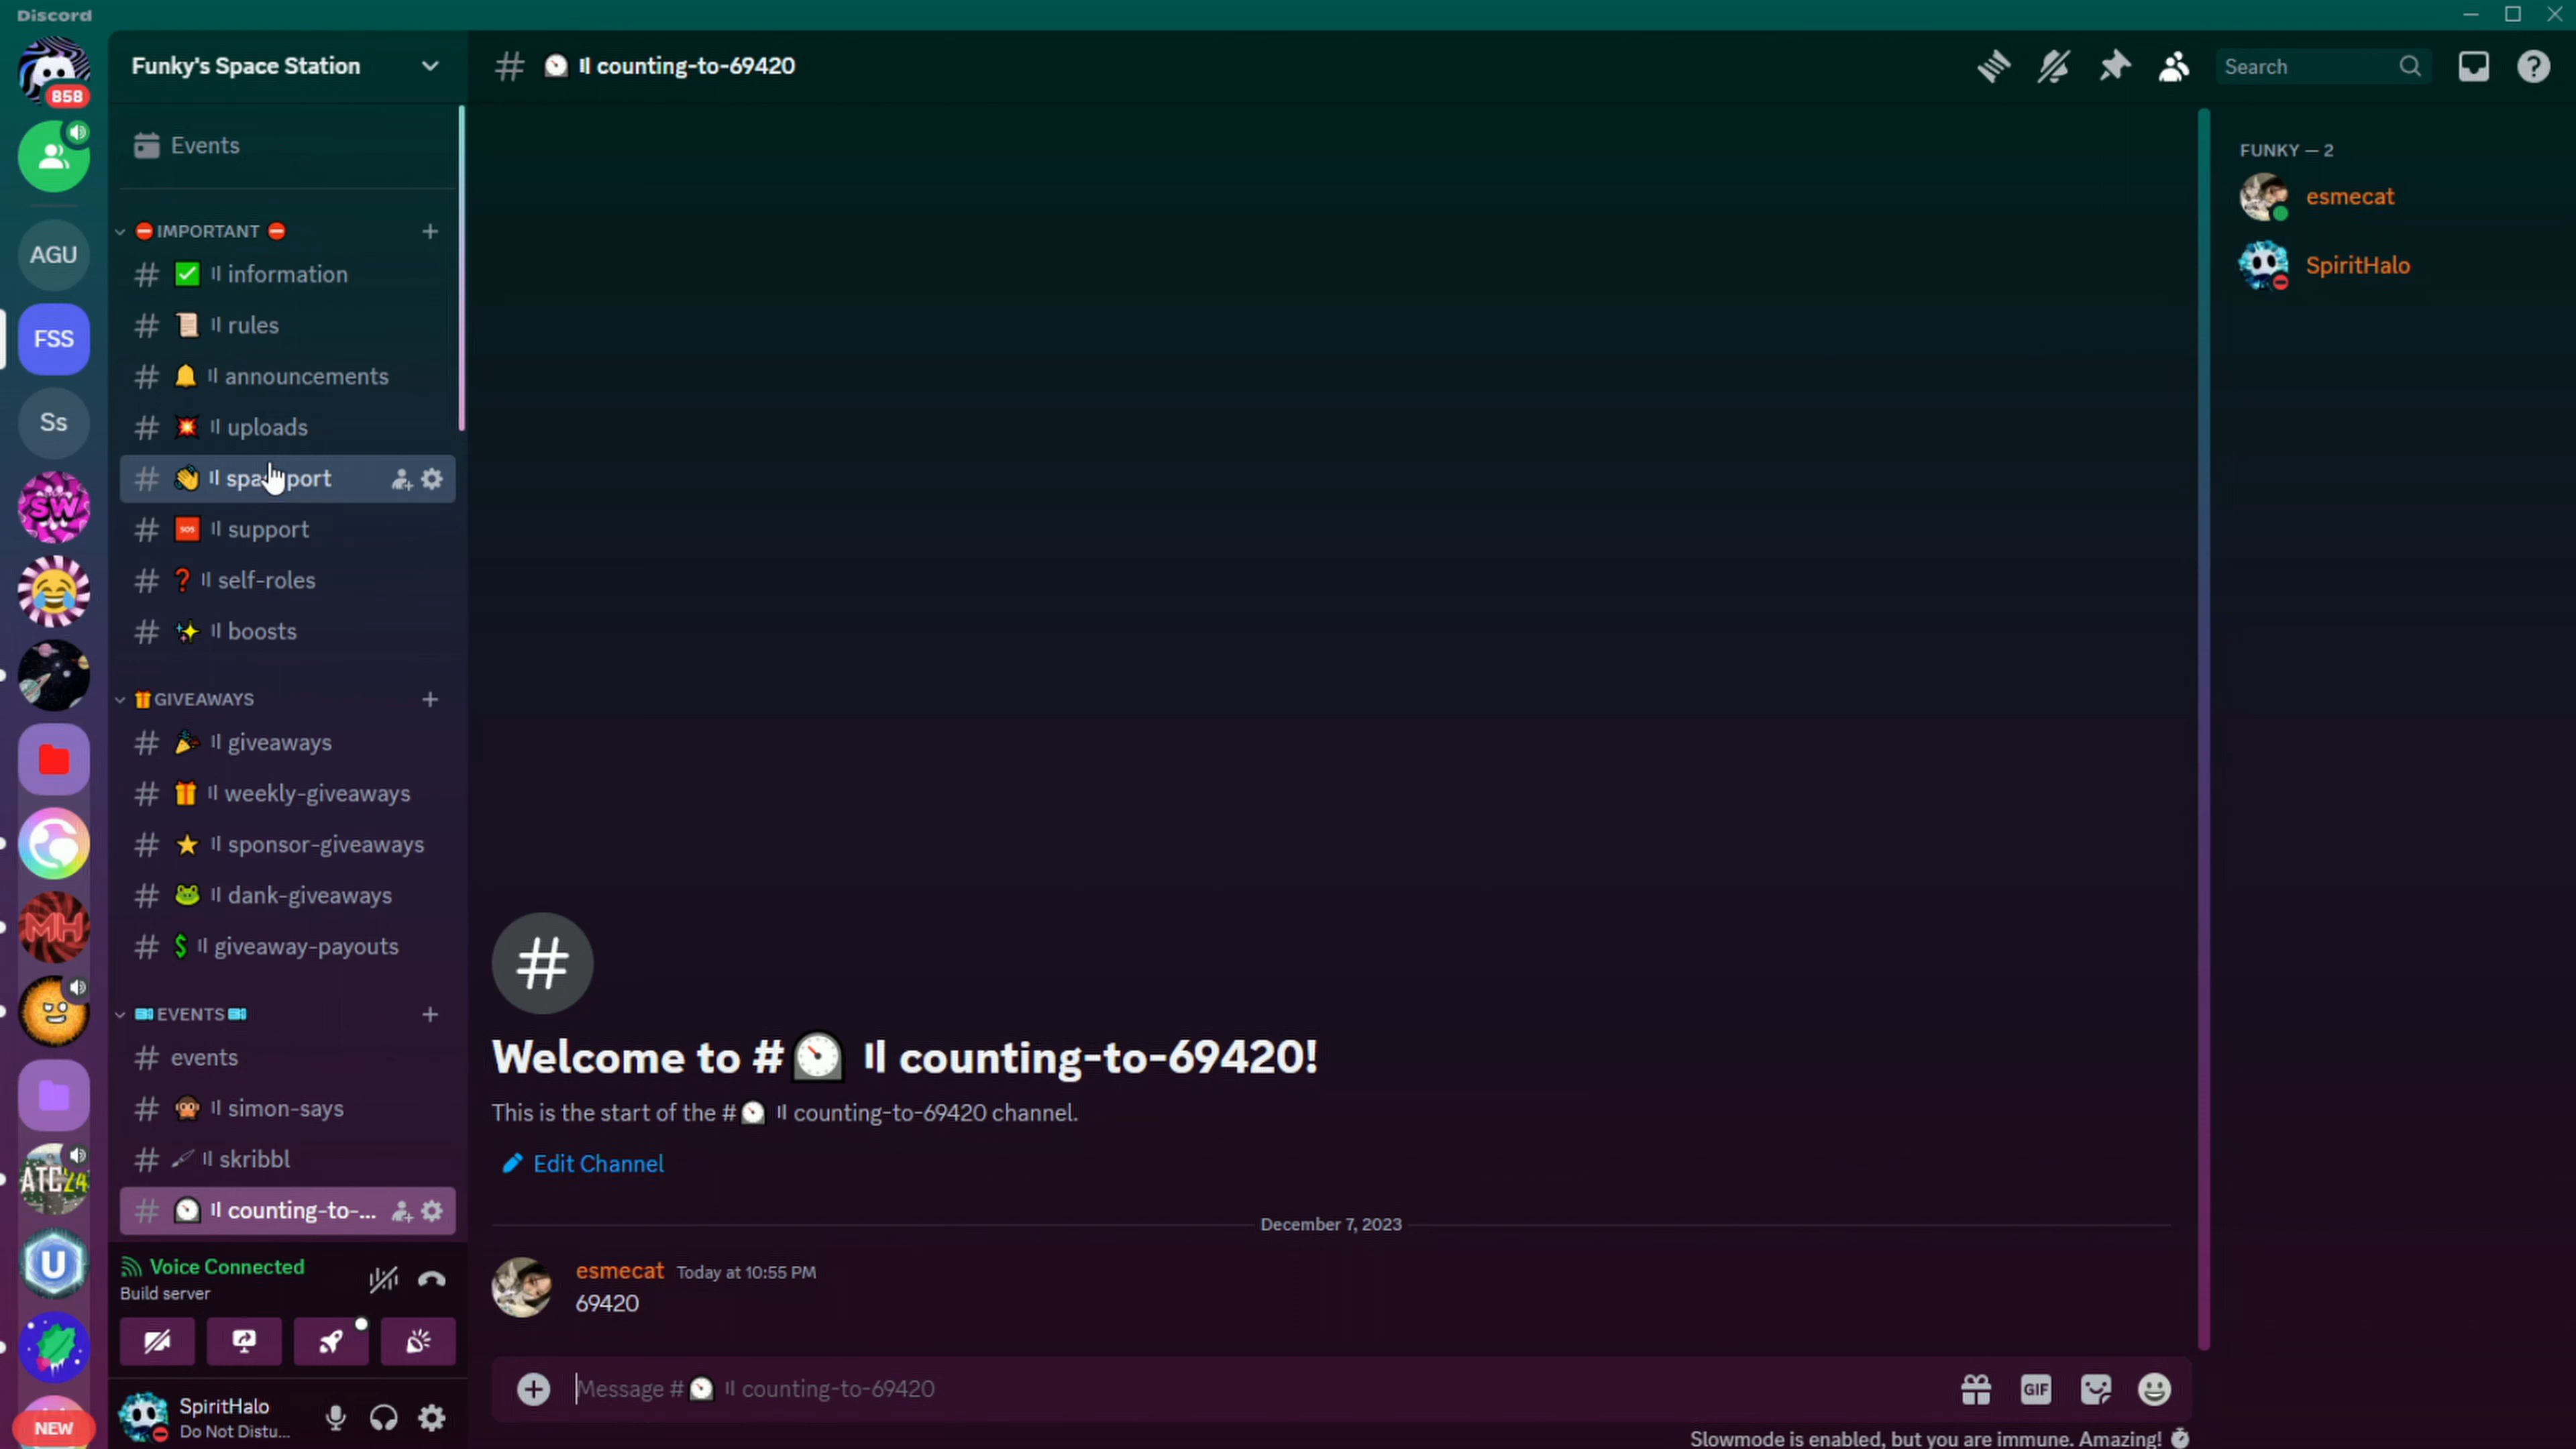 Discord
858
AGU
FSS
Ss
SW
MH
ATC24
U
NEW
Funky's Space Station
Events
IMPORTANT
information
rules
announcements
uploads
support
self-roles
boosts
GIVEAWAYS
giveaways
weekly-giveaways
sponsor-giveaways
dank-giveaways
giveaway-payouts
EVENTS
events
simon-says
skribbl
counting-to-...
Voice Connected
Build server
SpiritHalo
Do Not Distu...
# counting-to-69420
Search
Welcome to # counting-to-69420!
This is the start of the # counting-to-69420 channel.
Edit Channel
December 7, 2023
esmecat Today at 10:55 PM
69420
Message # counting-to-69420
GIF
Slowmode is enabled, but you are immune. Amazing!
FUNKY — 2
esmecat
SpiritHalo